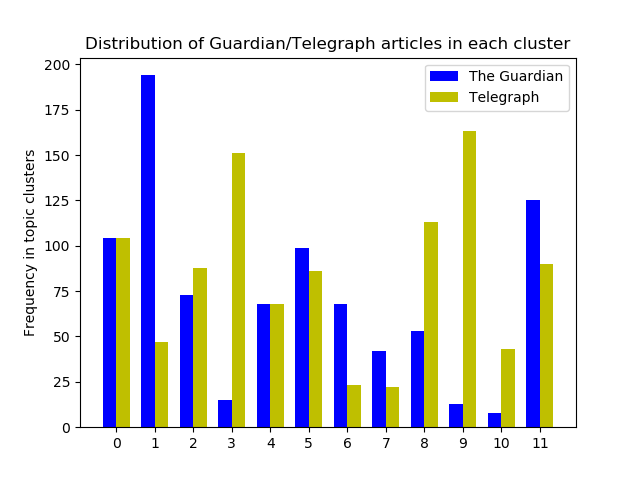 Distribution of Guardian/Telegraph articles in each cluster
The Guardian
Telegraph
Frequency in topic clusters
200
175
150
125
100
75
50
25
0
0 1 2 3 4 5 6 7 8 9 10 11